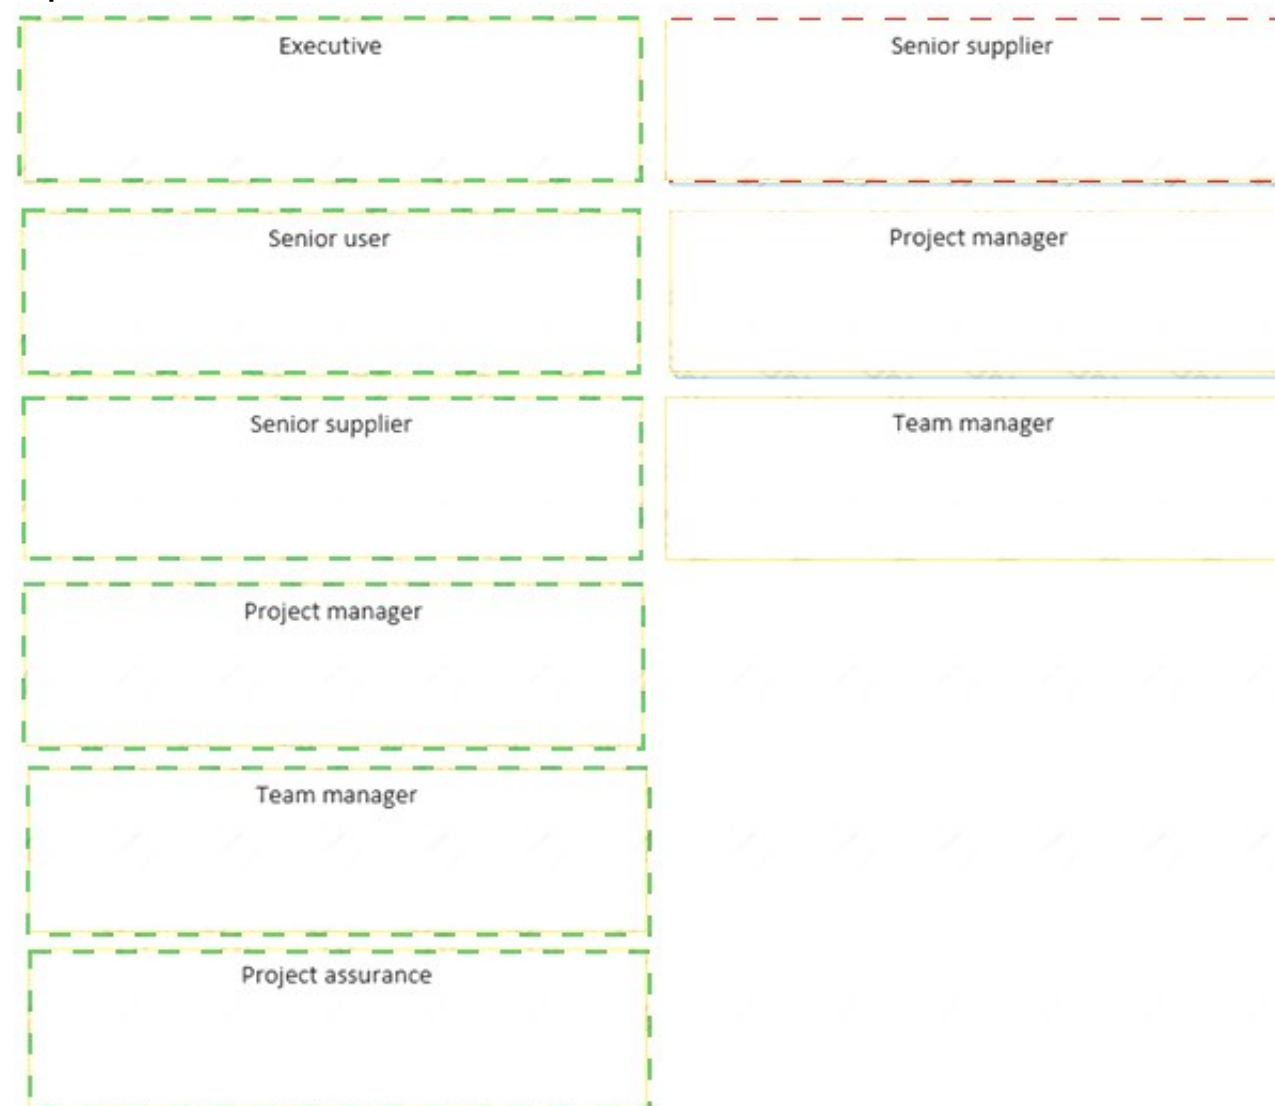 Executive
Senior supplier
Senior user
Project manager
Senior supplier
Team manager
Project manager
Team manager
Project assurance